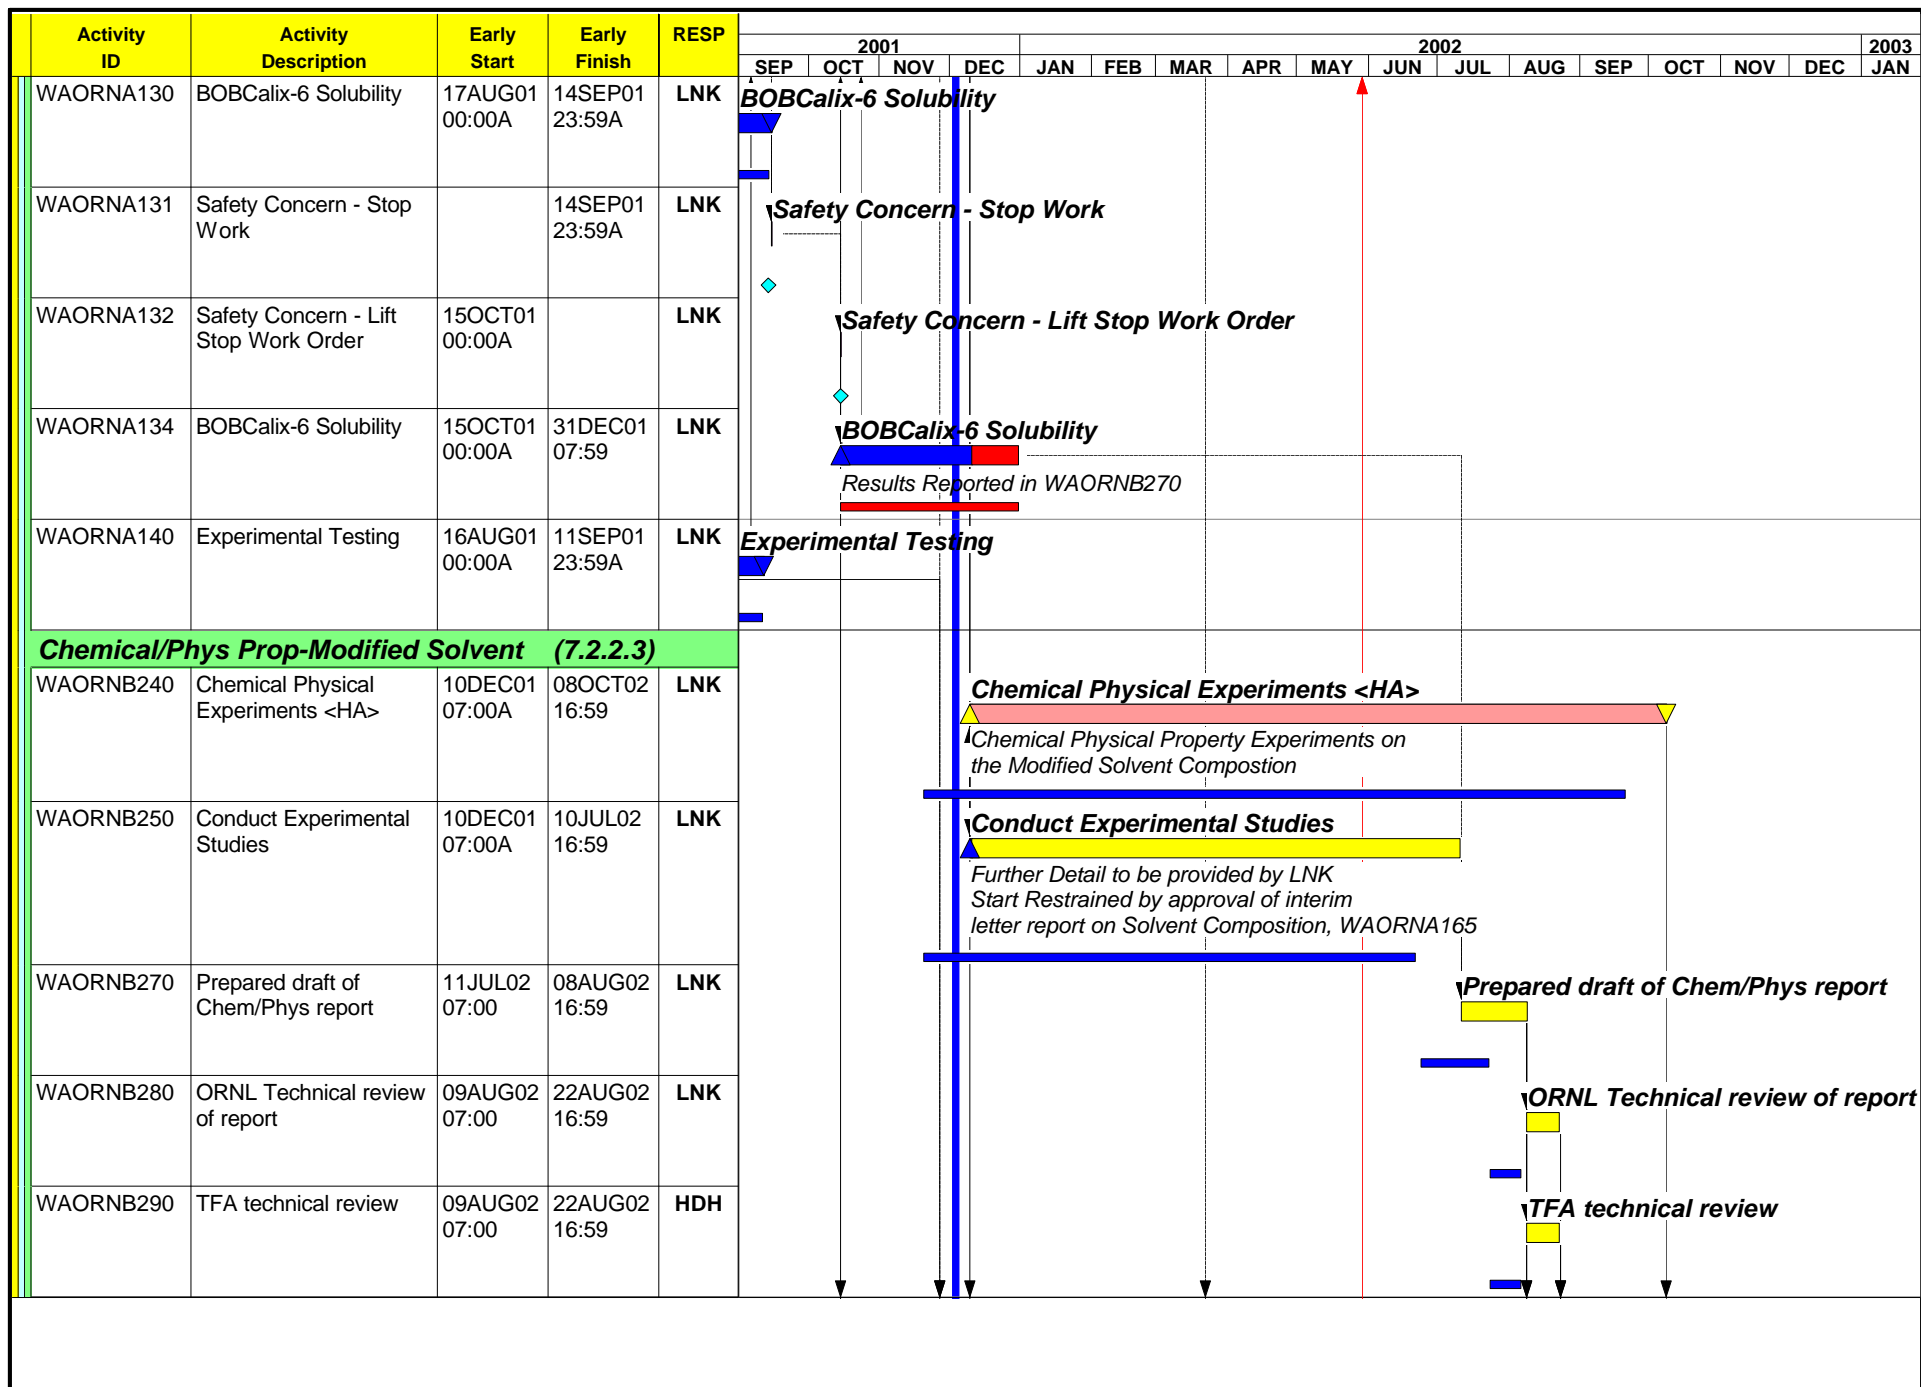 Activity ID Activity Description Early Start Early Finish RESP
2001 2002 2003
SEP OCT NOV DEC JAN FEB MAR APR MAY JUN JUL AUG SEP OCT NOV DEC JAN
WAORNA130 BOBCalix-6 Solubility 17AUG01 14SEP01 LNK
00:00A 23:59A
BOBCalix-6 Solubility
WAORNA131 Safety Concern - Stop 14SEP01 LNK
Work 23:59A
Safety Concern - Stop Work
WAORNA132 Safety Concern - Lift 15OCT01 LNK
Stop Work Order 00:00A
Safety Concern - Lift Stop Work Order
WAORNA134 BOBCalix-6 Solubility 15OCT01 31DEC01 LNK
00:00A 07:59
BOBCalix-6 Solubility
Results Reported in WAORNB270
WAORNA140 Experimental Testing 16AUG01 11SEP01 LNK
00:00A 23:59A
Experimental Testing
Chemical/Phys Prop-Modified Solvent (7.2.2.3)
WAORNB240 Chemical Physical 10DEC01 08OCT02 LNK
Experiments <HA> 07:00A 16:59
Chemical Physical Experiments <HA>
Chemical Physical Property Experiments on
the Modified Solvent Compostion
WAORNB250 Conduct Experimental 10DEC01 10JUL02 LNK
Studies 07:00A 16:59
Conduct Experimental Studies
Further Detail to be provided by LNK
Start Restrained by approval of interim
letter report on Solvent Composition, WAORNA165
WAORNB270 Prepared draft of 11JUL02 08AUG02 LNK
Chem/Phys report 07:00 16:59
Prepared draft of Chem/Phys report
WAORNB280 ORNL Technical review 09AUG02 22AUG02 LNK
of report 07:00 16:59
ORNL Technical review of report
WAORNB290 TFA technical review 09AUG02 22AUG02 HDH
07:00 16:59
TFA technical review